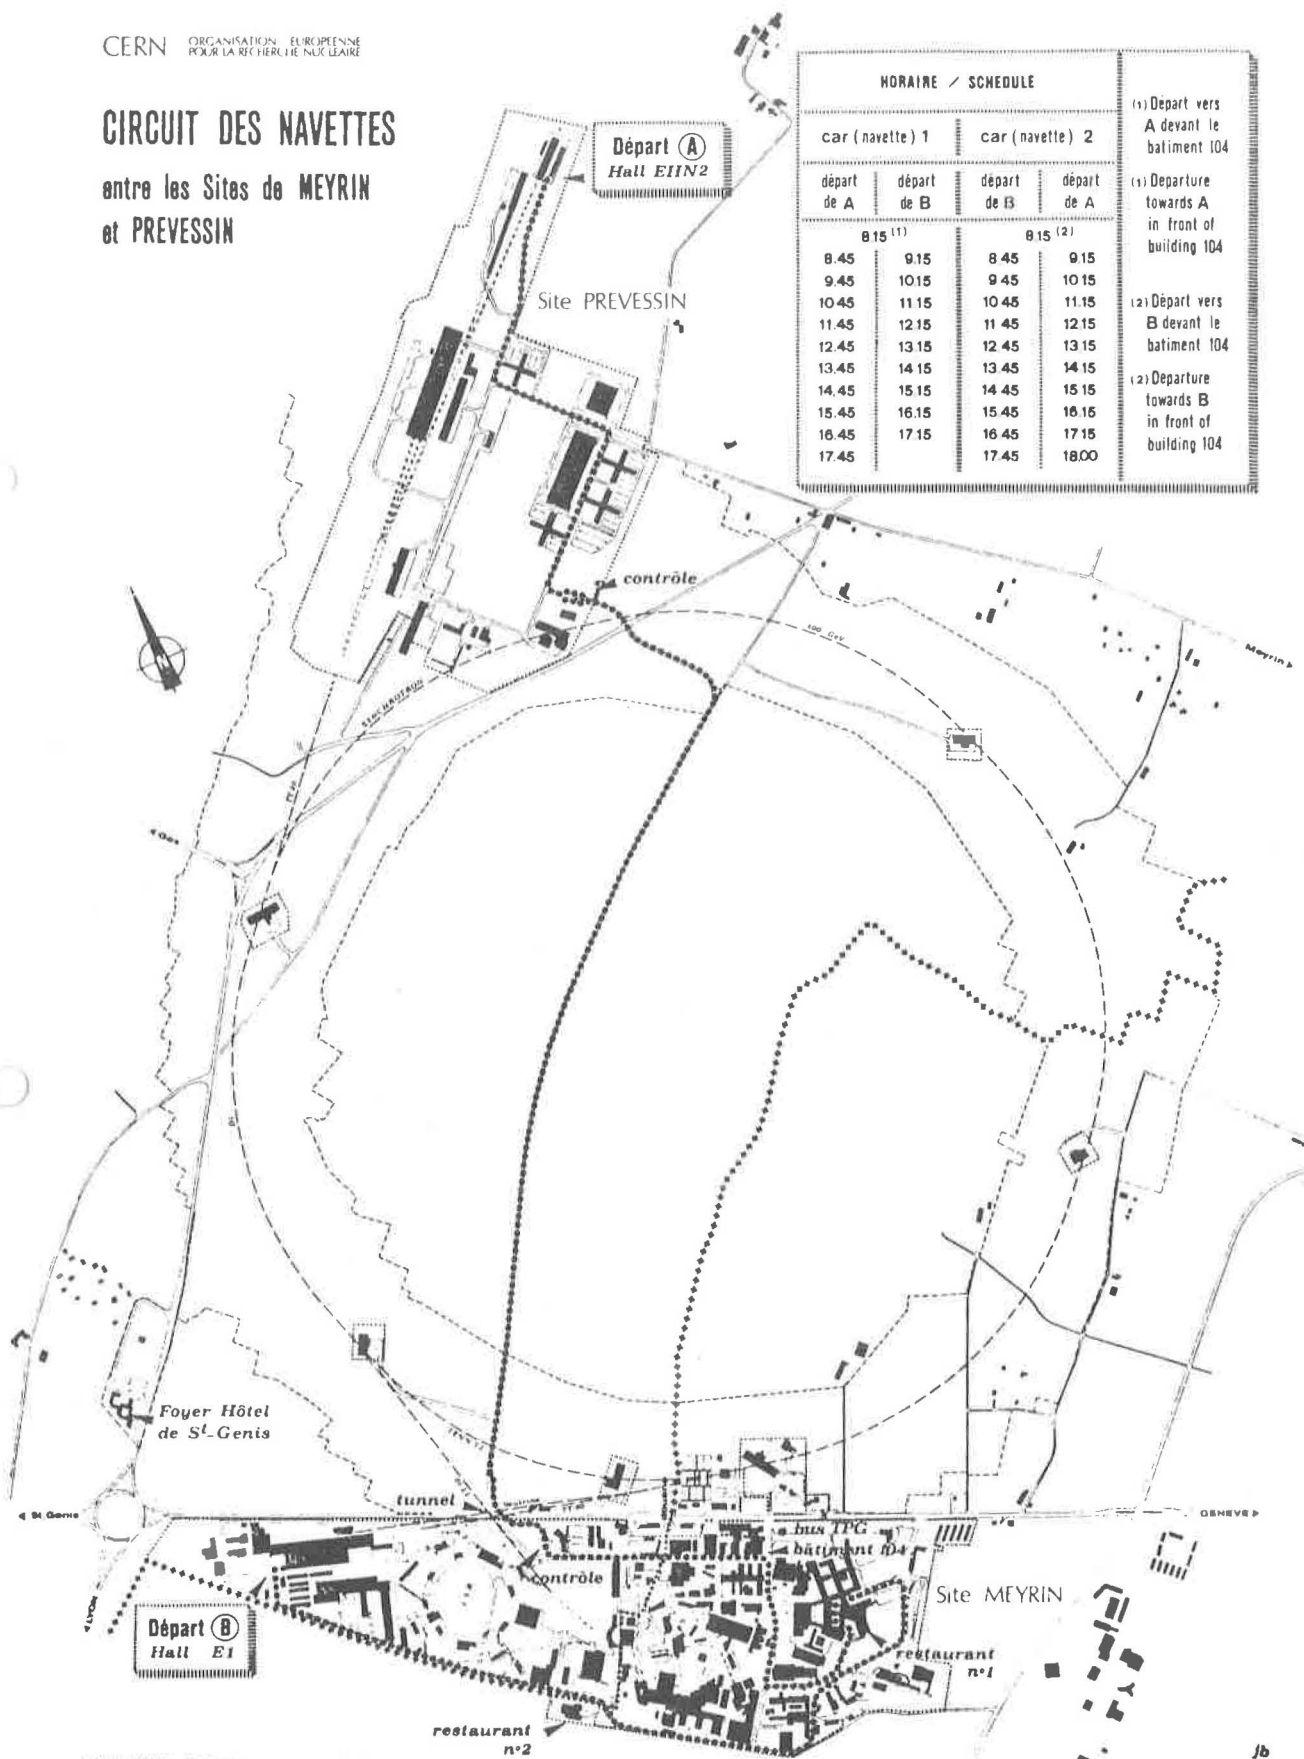 CERN ORGANISATION EUROPEENNE
POUR LA RECHERCHE NUCLEAIRE
CIRCUIT DES NAVETTES
entre les Sites de MEYRIN
et PREVESSIN
Départ A
Hall EHN2
HORAIRE / SCHEDULE
car (navette) 1 car (navette) 2
départ départ départ départ
de A de B de B de A
8.15 (1) 8.15 (2)
8.45 9.15 8.45 9.15
9.45 10.15 9.45 10.15
10.45 11.15 10.45 11.15
11.45 12.15 11.45 12.15
12.45 13.15 12.45 13.15
13.45 14.15 13.45 14.15
14.45 15.15 14.45 15.15
15.45 16.15 15.45 16.15
16.45 17.15 16.45 17.15
17.45 17.45 18.00
(1) Départ vers
A devant le
batiment 104
(1) Departure
towards A
in front of
building 104
(2) Départ vers
B devant le
batiment 104
(2) Departure
towards B
in front of
building 104
Site PREVESSIN
contrôle
400 GeV
Meyrin
SYNCHROTRON
Gex
Foyer Hôtel
de St-Genis
tunnel
St Genis
GENEVE
bus TPG
bâtiment 104
contrôle
Site MEYRIN
LYON
Départ B
Hall E1
restaurant
n°1
restaurant
n°2
jb